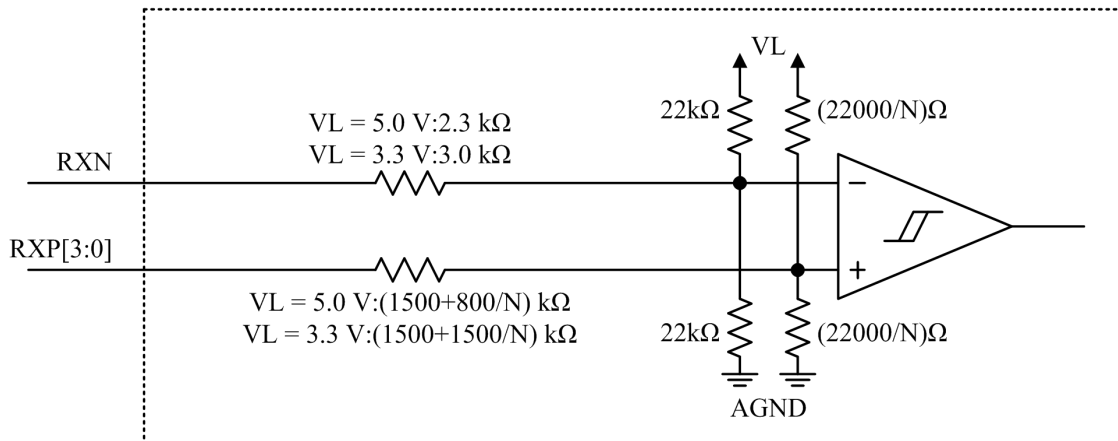 VL
22kΩ
(22000/N)Ω
VL = 5.0 V:2.3 kΩ
VL = 3.3 V:3.0 kΩ
RXN
−
RXP[3:0]
+
VL = 5.0 V:(1500+800/N) kΩ
VL = 3.3 V:(1500+1500/N) kΩ
22kΩ
(22000/N)Ω
AGND